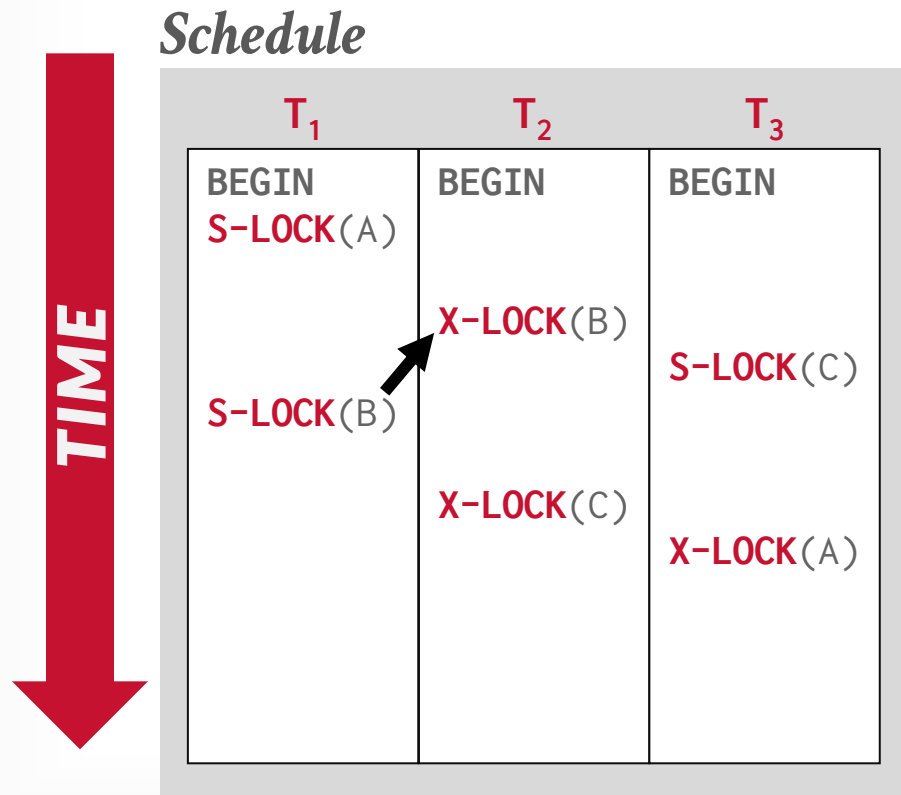 Schedule
TIME
T1 T2 T3
BEGIN BEGIN BEGIN
S-LOCK(A)
X-LOCK(B)
S-LOCK(C)
S-LOCK(B)
X-LOCK(C)
X-LOCK(A)